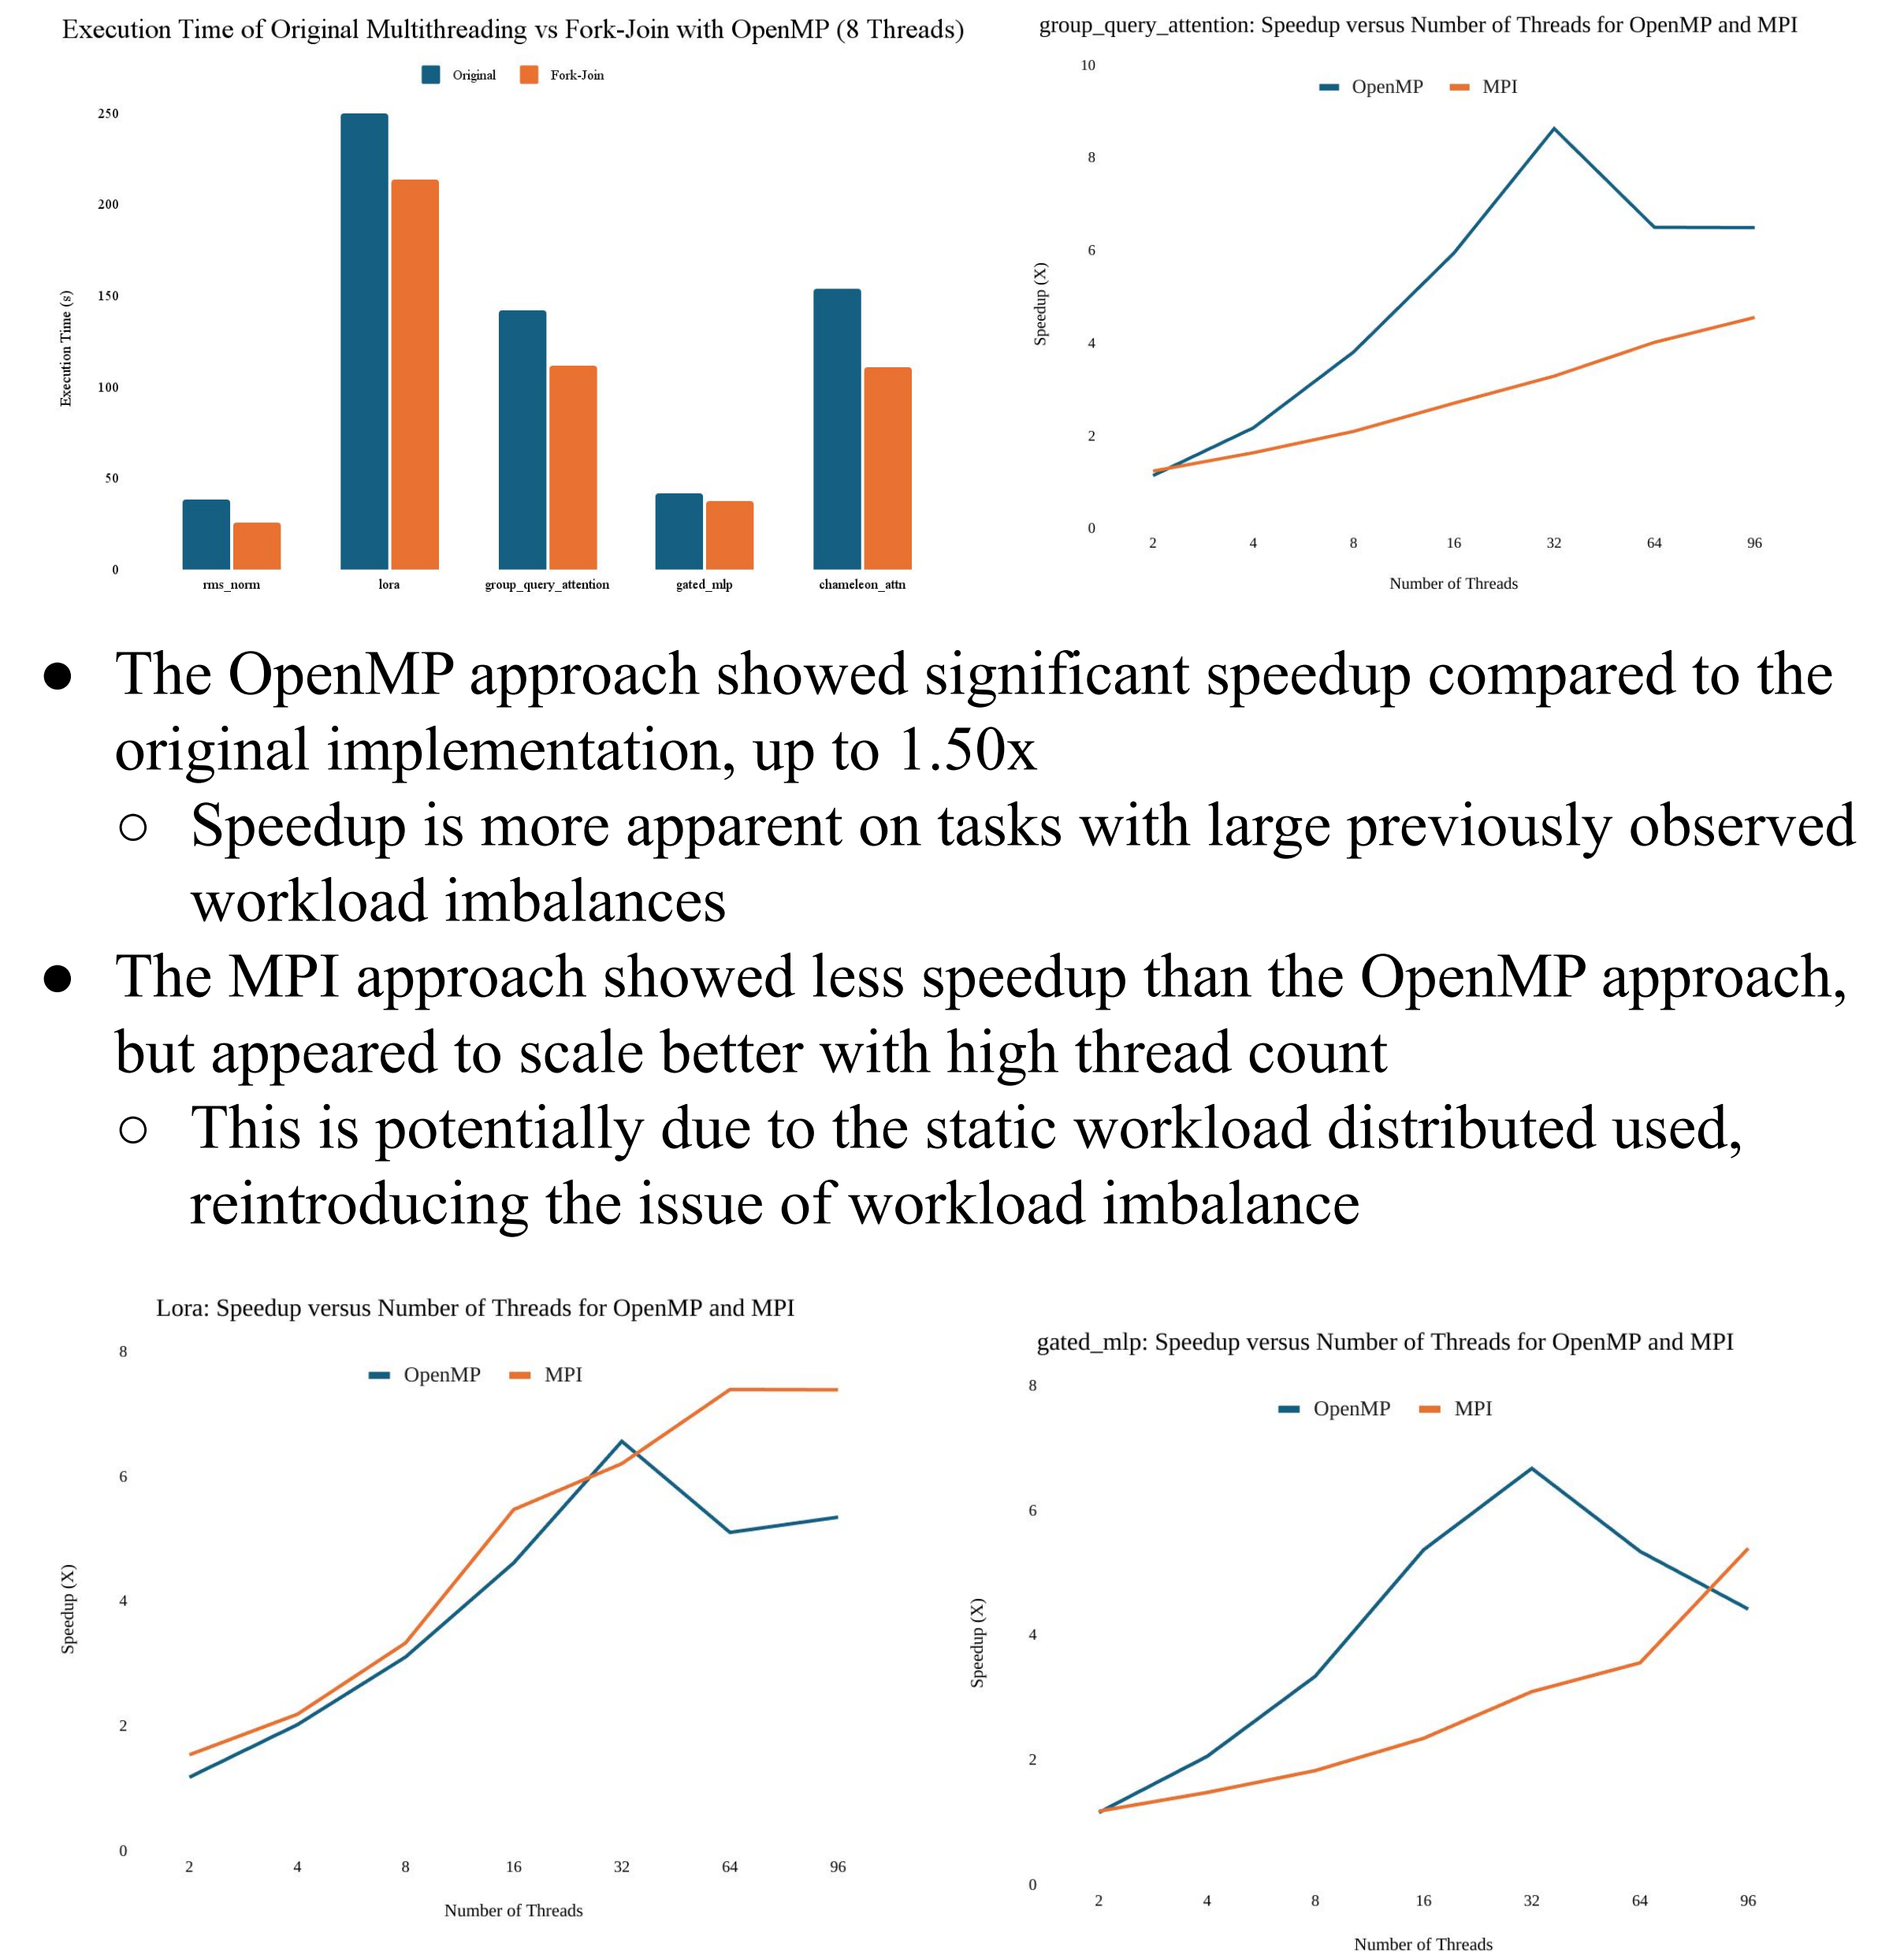 Execution Time of Original Multithreading vs Fork-Join with OpenMP (8 Threads)
Original
Fork-Join
250
200
150
100
50
0
Execution Time (s)
rms_norm
lora
group_query_attention
gated_mlp
chameleon_attn
group_query_attention: Speedup versus Number of Threads for OpenMP and MPI
OpenMP
MPI
10
8
6
4
2
0
Speedup (X)
2
4
8
16
32
64
96
Number of Threads
● The OpenMP approach showed significant speedup compared to the
original implementation, up to 1.50x
○ Speedup is more apparent on tasks with large previously observed
workload imbalances
● The MPI approach showed less speedup than the OpenMP approach,
but appeared to scale better with high thread count
○ This is potentially due to the static workload distributed used,
reintroducing the issue of workload imbalance
Lora: Speedup versus Number of Threads for OpenMP and MPI
OpenMP
MPI
8
6
4
2
0
Speedup (X)
2
4
8
16
32
64
96
Number of Threads
gated_mlp: Speedup versus Number of Threads for OpenMP and MPI
OpenMP
MPI
8
6
4
2
0
Speedup (X)
2
4
8
16
32
64
96
Number of Threads